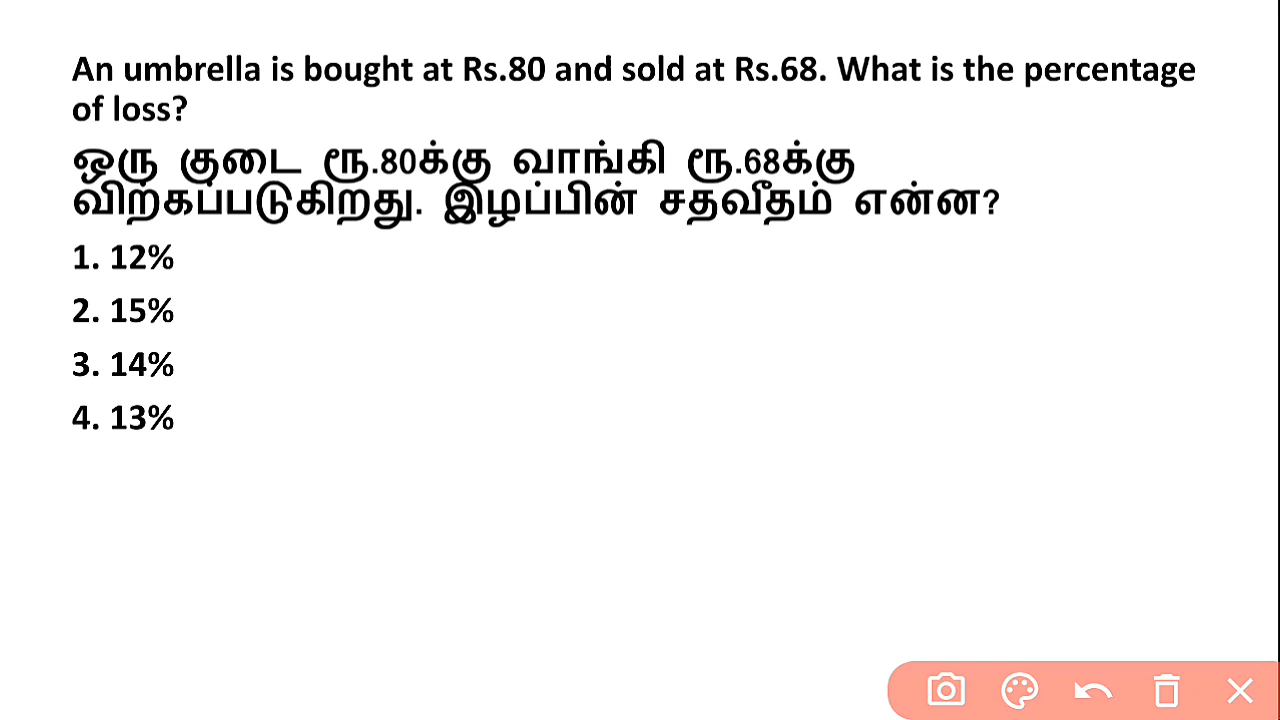 An umbrella is bought at Rs.80 and sold at Rs.68. What is the percentage
of loss?
ஒரு குடை ரூ.80க்கு வாங்கி ரூ.68க்கு
விற்கப்படுகிறது. இழப்பின் சதவீதம் என்ன?
1. 12%
2. 15%
3. 14%
4. 13%